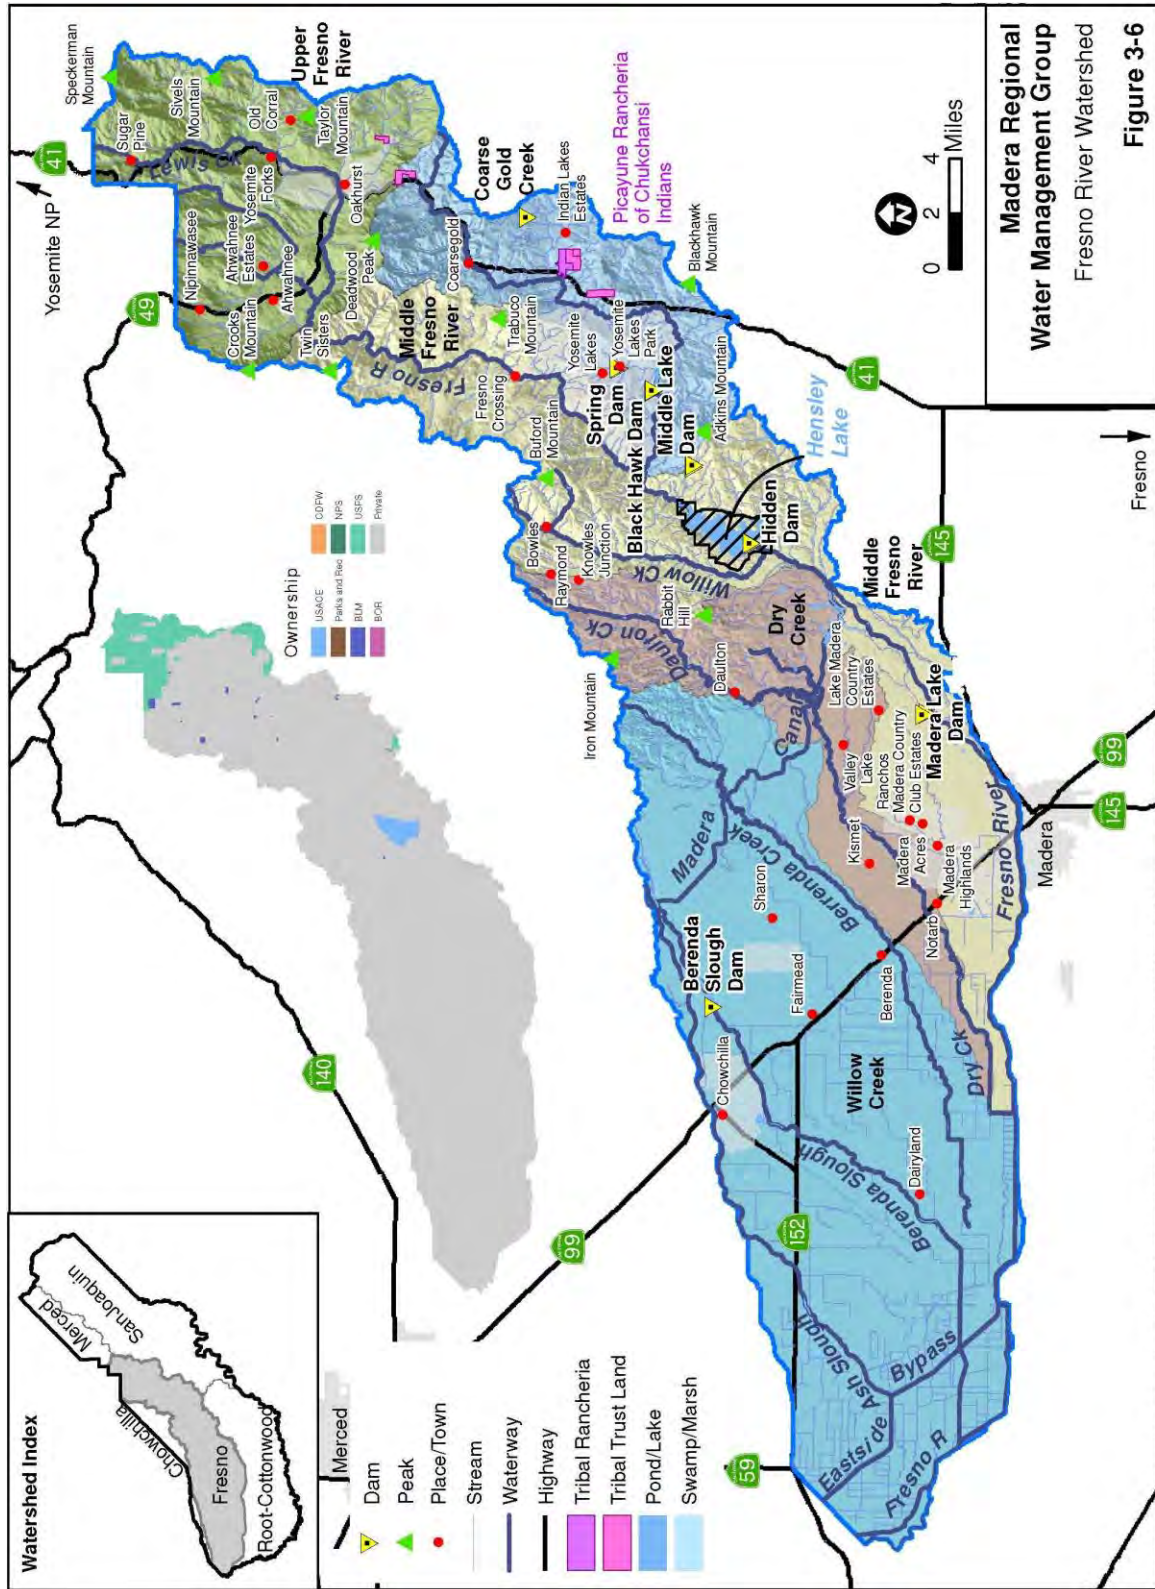 Watershed Index
Merced
San Joaquin
Chowchilla
Fresno
Root-Cottonwood
Merced
Dam
Peak
Place/Town
Stream
Waterway
Highway
Tribal Rancheria
Tribal Trust Land
Pond/Lake
Swamp/Marsh
Ownership
USACE
Parks and Rec
BLM
BOR
CDFW
NPS
USFS
Private
Yosemite NP
41
49
140
99
59
152
145
99
145
41
Speckerman
Mountain
Sugar
Pine
Sivels
Mountain
Lewis Ck
Old
Corral
Upper
Fresno
River
Taylor
Mountain
Yosemite
Forks
Nipinnawasee
Ahwahnee
Estates
Ahwahnee
Oakhurst
Crooks
Mountain
Twin
Sisters
Deadwood
Peak
Coarse
Gold
Creek
Coarsegold
Indian Lakes
Estates
Picayune Rancheria
of Chukchansi
Indians
Blackhawk
Mountain
Middle
Fresno
River
Fresno R
Trabuco
Mountain
Fresno
Crossing
Yosemite
Lakes
Yosemite
Lakes
Park
Spring
Dam
Black Hawk Dam
Middle Lake
Dam
Adkins Mountain
Buford
Mountain
Hensley
Lake
Hidden
Dam
Bowles
Raymond
Knowles
Junction
Willow Ck
Rabbit
Hill
Daulton Ck
Iron Mountain
Daulton
Dry
Creek
Middle
Fresno
River
Lake Madera
Country
Estates
Madera Lake
Dam
Canal
Valley
Lake
Ranchos
Madera Country
Club Estates
Madera
Acres
Madera
Highlands
Kismet
Notarb
Fresno River
Madera
Madera
Berrenda Creek
Sharon
Berenda
Slough
Dam
Fairmead
Berenda
Chowchilla
Willow
Creek
Dry Ck
Berenda Slough
Dairyland
Ash Slough
Eastside
Bypass
Fresno R
Fresno
N
0 2 4
Miles
Madera Regional
Water Management Group
Fresno River Watershed
Figure 3-6